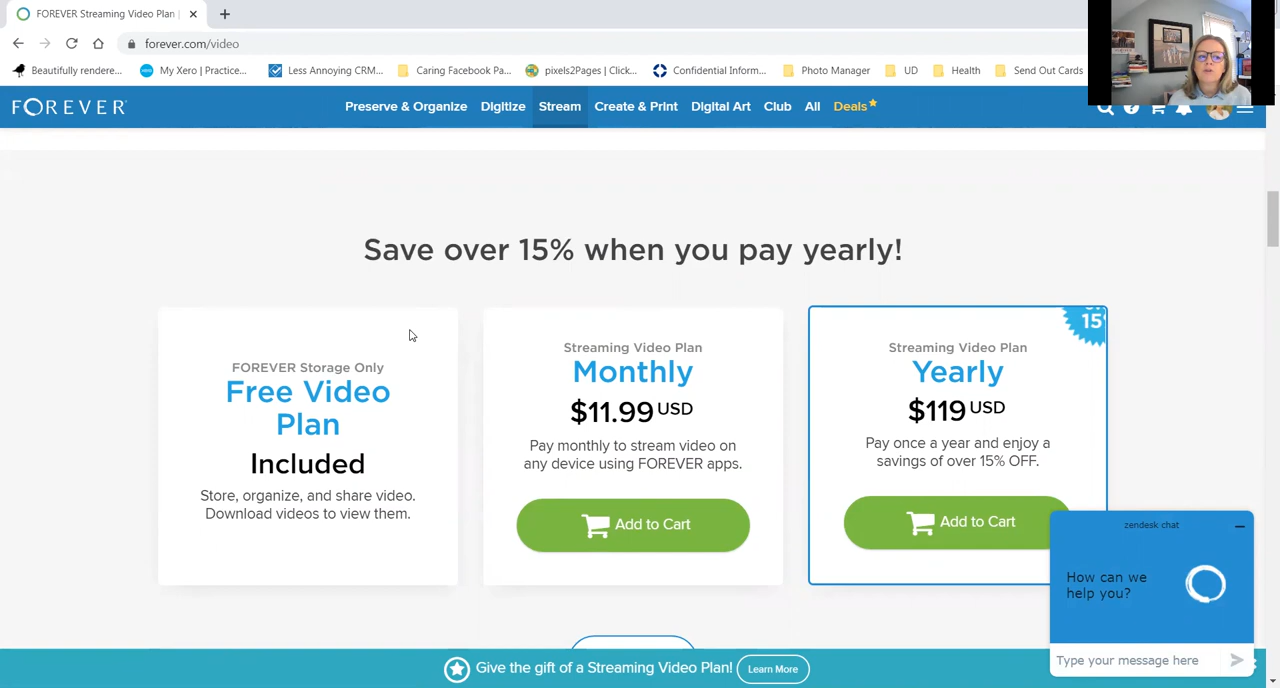 FOREVER Streaming Video Plan |
forever.com/video
Beautifully rendere...
My Xero | Practice...
Less Annoying CRM...
Caring Facebook Pa...
pixels2Pages | Click...
Confidential Inform...
Photo Manager
UD
Health
Send Out Cards
FOREVER
Preserve & Organize
Digitize
Stream
Create & Print
Digital Art
Club
All
Deals
Save over 15% when you pay yearly!
FOREVER Storage Only
Free Video
Plan
Included
Store, organize, and share video.
Download videos to view them.
Streaming Video Plan
Monthly
$11.99 USD
Pay monthly to stream video on
any device using FOREVER apps.
Add to Cart
15
Streaming Video Plan
Yearly
$119 USD
Pay once a year and enjoy a
savings of over 15% OFF.
Add to Cart
zendesk chat
How can we
help you?
Type your message here
Give the gift of a Streaming Video Plan!
Learn More